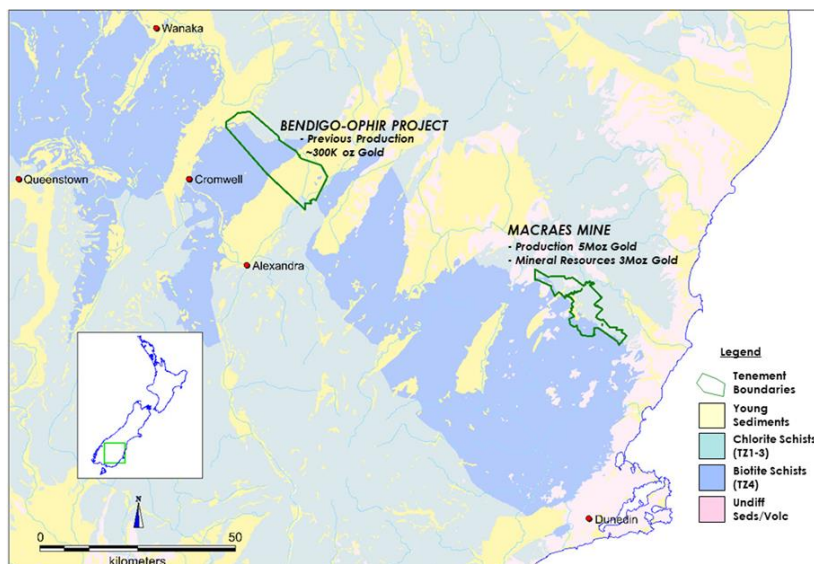 Wanaka
BENDIGO-OPHIR PROJECT
- Previous Production
~300K oz Gold
Queenstown
Cromwell
MACRAES MINE
- Production 5Moz Gold
- Mineral Resources 3Moz Gold
Alexandra
Legend
Tenement
Boundaries
Young
Sediments
Chlorite Schists
(TZ1-3)
Biotite Schists
(TZ4)
Undiff
Seds/Volc
N
Dunedin
0 50
kilometers